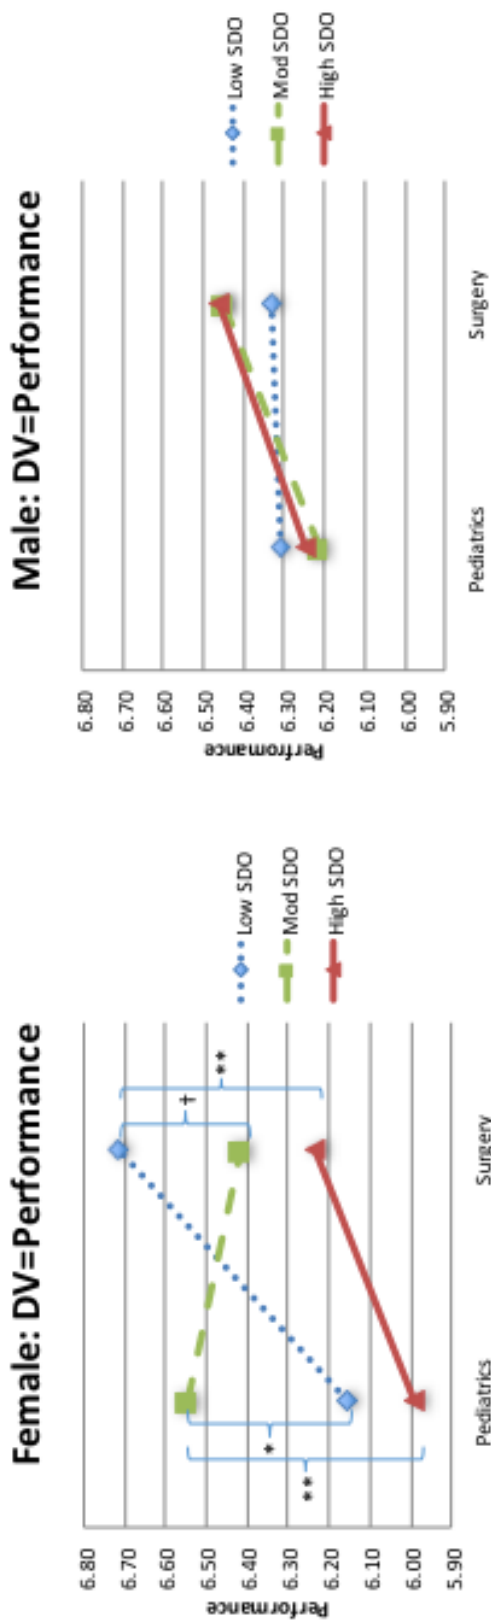 Female: DV=Performance
6.80
6.70
6.60
6.50
6.40
6.30
6.20
6.10
6.00
5.90
Perfromance
**
*
†
**
Pediatrics
Surgery
Low SDO
Mod SDO
High SDO
Male: DV=Performance
6.80
6.70
6.60
6.50
6.40
6.30
6.20
6.10
6.00
5.90
Perfromance
Pediatrics
Surgery
Low SDO
Mod SDO
High SDO